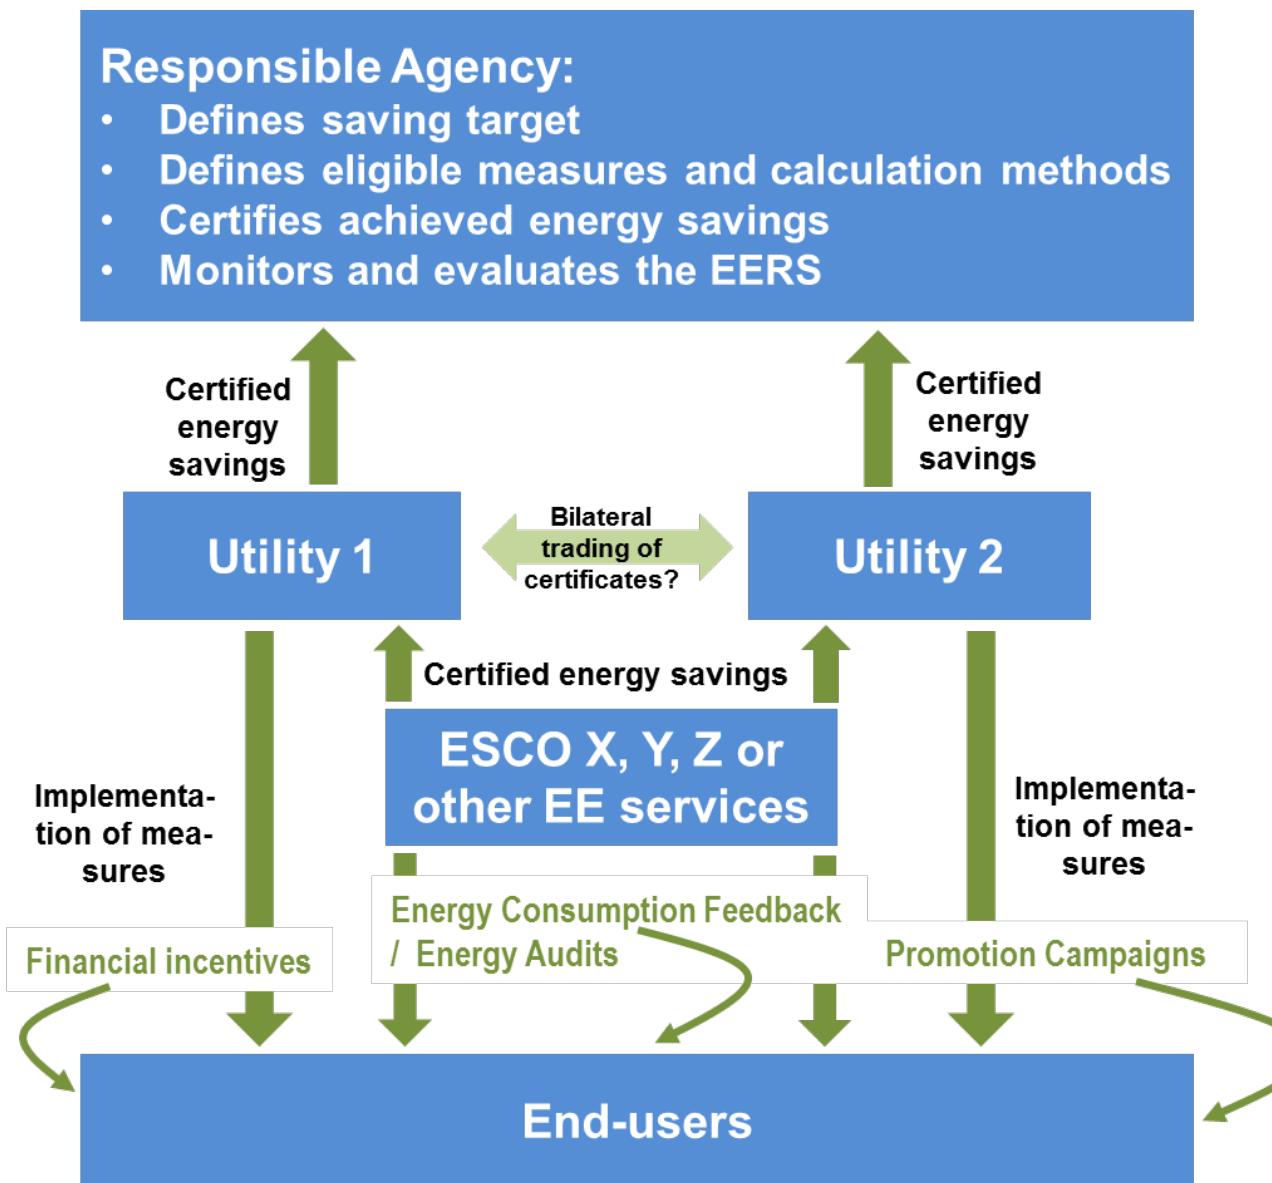 Responsible Agency:
• Defines saving target
• Defines eligible measures and calculation methods
• Certifies achieved energy savings
• Monitors and evaluates the EERS
Certified
energy
savings
Certified
energy
savings
Utility 1
Bilateral
trading of
certificates?
Utility 2
Certified energy savings
ESCO X, Y, Z or
other EE services
Implementa-
tion of mea-
sures
Implementa-
tion of mea-
sures
Financial incentives
Energy Consumption Feedback
/ Energy Audits
Promotion Campaigns
End-users